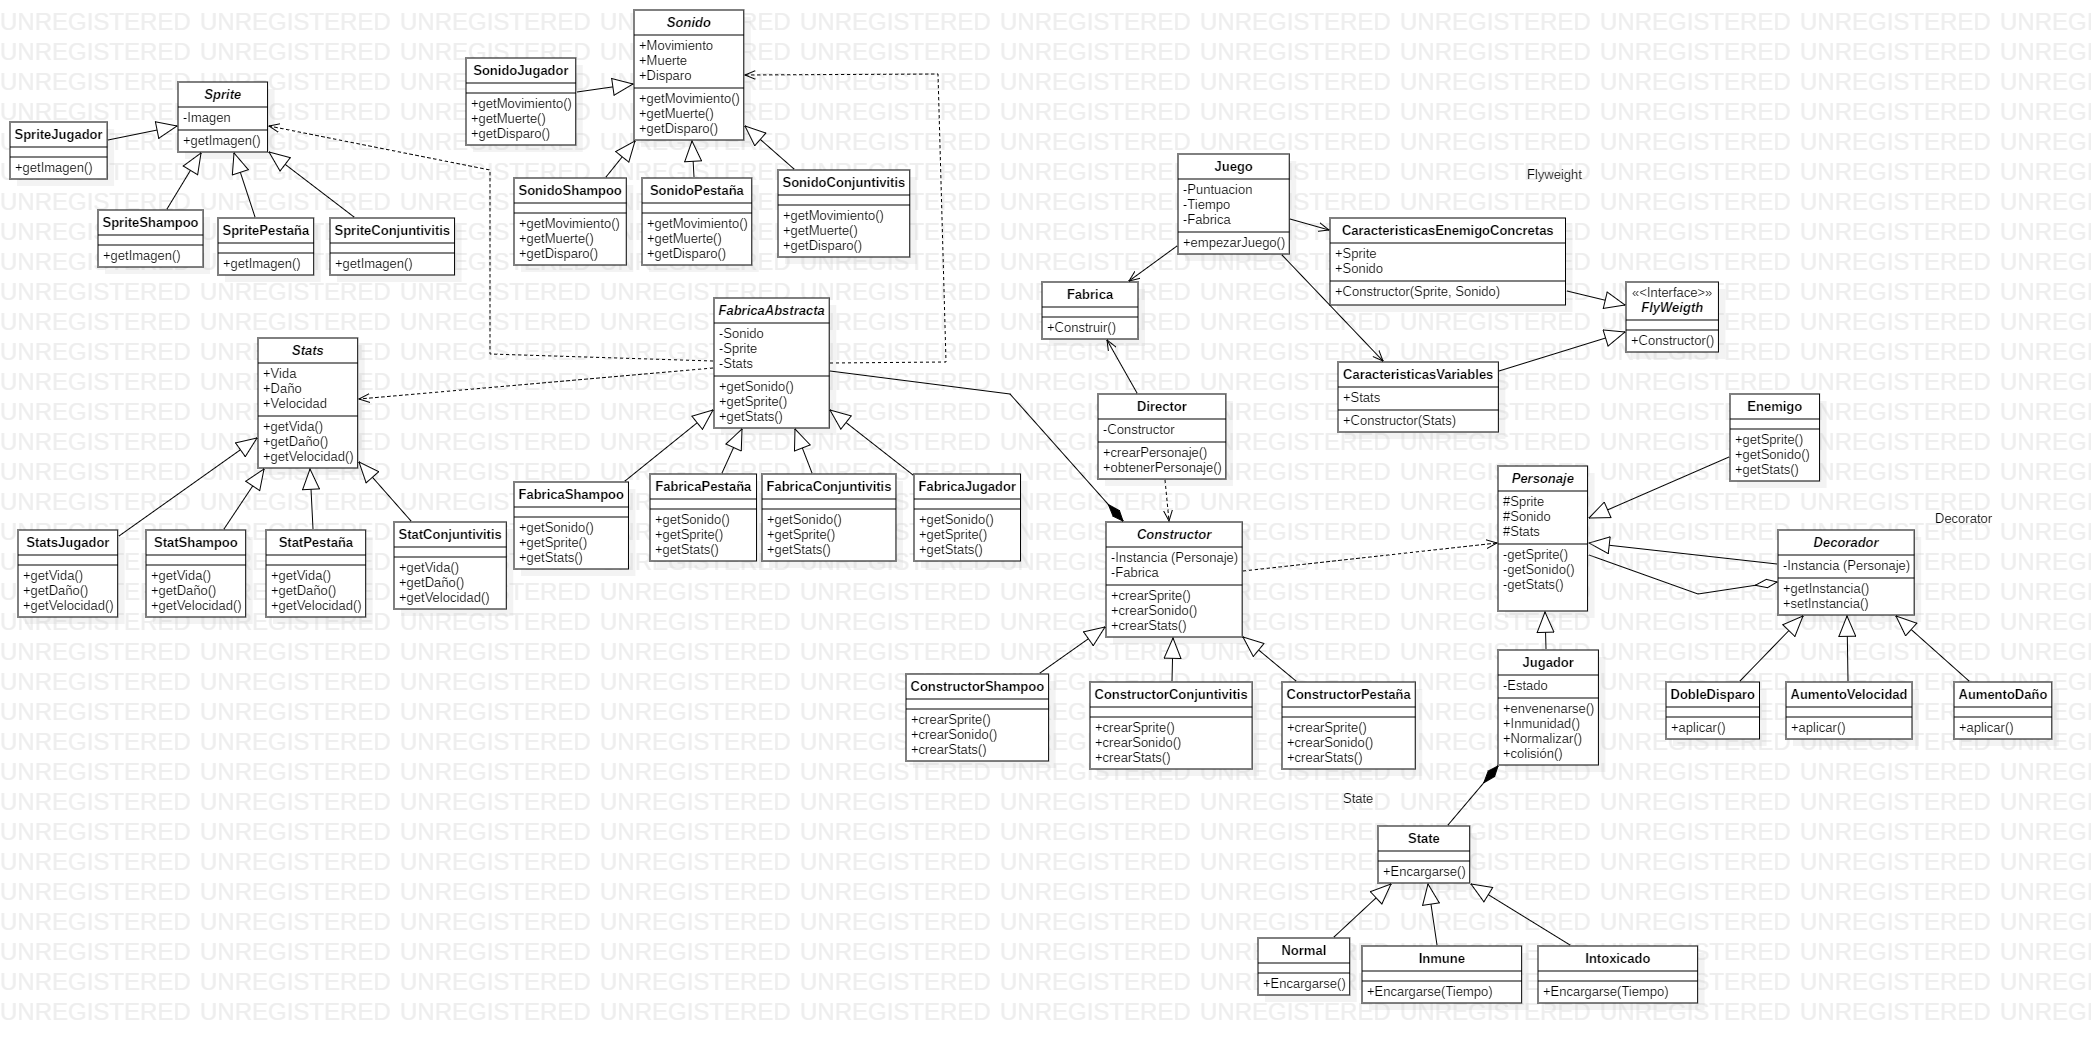 Sonido
+Movimiento
+Muerte
+Disparo
+getMovimiento()
+getMuerte()
+getDisparo()
SonidoJugador
+getMovimiento()
+getMuerte()
+getDisparo()
Sprite
-Imagen
+getImagen()
SpriteJugador
+getImagen()
SpriteShampoo
+getImagen()
SpritePestaña
+getImagen()
SpriteConjuntivitis
+getImagen()
SonidoShampoo
+getMovimiento()
+getMuerte()
+getDisparo()
SonidoPestaña
+getMovimiento()
+getMuerte()
+getDisparo()
SonidoConjuntivitis
+getMovimiento()
+getMuerte()
+getDisparo()
Juego
-Puntuacion
-Tiempo
-Fabrica
+empezarJuego()
Flyweight
CaracteristicasEnemigoConcretas
+Sprite
+Sonido
+Constructor(Sprite, Sonido)
«<Interface>»
FlyWeigth
+Constructor()
Fabrica
+Construir()
FabricaAbstracta
-Sonido
-Sprite
-Stats
+getSonido()
+getSprite()
+getStats()
Stats
+Vida
+Daño
+Velocidad
+getVida()
+getDaño()
+getVelocidad()
CaracteristicasVariables
+Stats
+Constructor(Stats)
Director
-Constructor
+crearPersonaje()
+obtenerPersonaje()
Enemigo
+getSprite()
+getSonido()
+getStats()
Personaje
#Sprite
#Sonido
#Stats
-getSprite()
-getSonido()
-getStats()
Decorator
Decorador
-Instancia (Personaje)
+getInstancia()
+setInstancia()
StatsJugador
+getVida()
+getDaño()
+getVelocidad()
StatShampoo
+getVida()
+getDaño()
+getVelocidad()
StatPestaña
+getVida()
+getDaño()
+getVelocidad()
StatConjuntivitis
+getVida()
+getDaño()
+getVelocidad()
FabricaShampoo
+getSonido()
+getSprite()
+getStats()
FabricaPestaña
+getSonido()
+getSprite()
+getStats()
FabricaConjuntivitis
+getSonido()
+getSprite()
+getStats()
FabricaJugador
+getSonido()
+getSprite()
+getStats()
Constructor
-Instancia (Personaje)
-Fabrica
+crearSprite()
+crearSonido()
+crearStats()
ConstructorShampoo
+crearSprite()
+crearSonido()
+crearStats()
ConstructorConjuntivitis
+crearSprite()
+crearSonido()
+crearStats()
ConstructorPestaña
+crearSprite()
+crearSonido()
+crearStats()
Jugador
-Estado
+envenenarse()
+Inmunidad()
+Normalizar()
+colisión()
DobleDisparo
+aplicar()
AumentoVelocidad
+aplicar()
AumentoDaño
+aplicar()
State
State
+Encargarse()
Normal
+Encargarse()
Inmune
+Encargarse(Tiempo)
Intoxicado
+Encargarse(Tiempo)